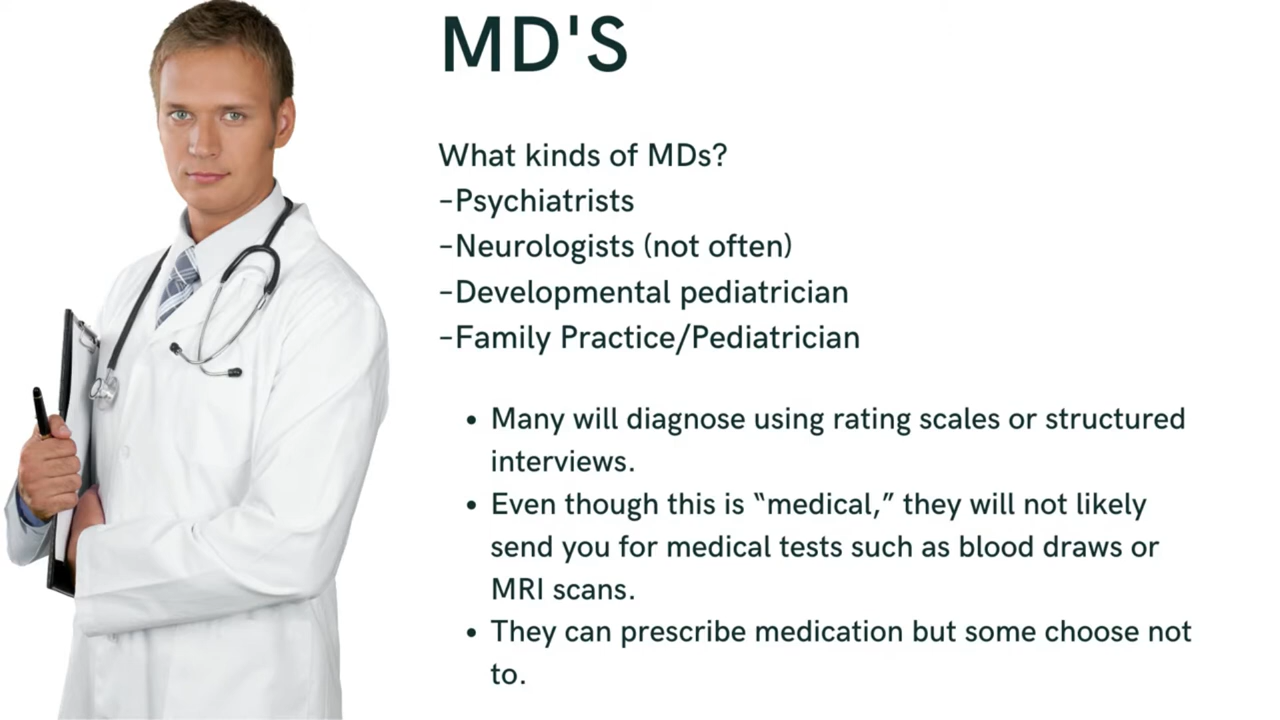 MD'S
What kinds of MDs?
-Psychiatrists
-Neurologists (not often)
-Developmental pediatrician
-Family Practice/Pediatrician
• Many will diagnose using rating scales or structured
interviews.
• Even though this is “medical,” they will not likely
send you for medical tests such as blood draws or
MRI scans.
• They can prescribe medication but some choose not
to.